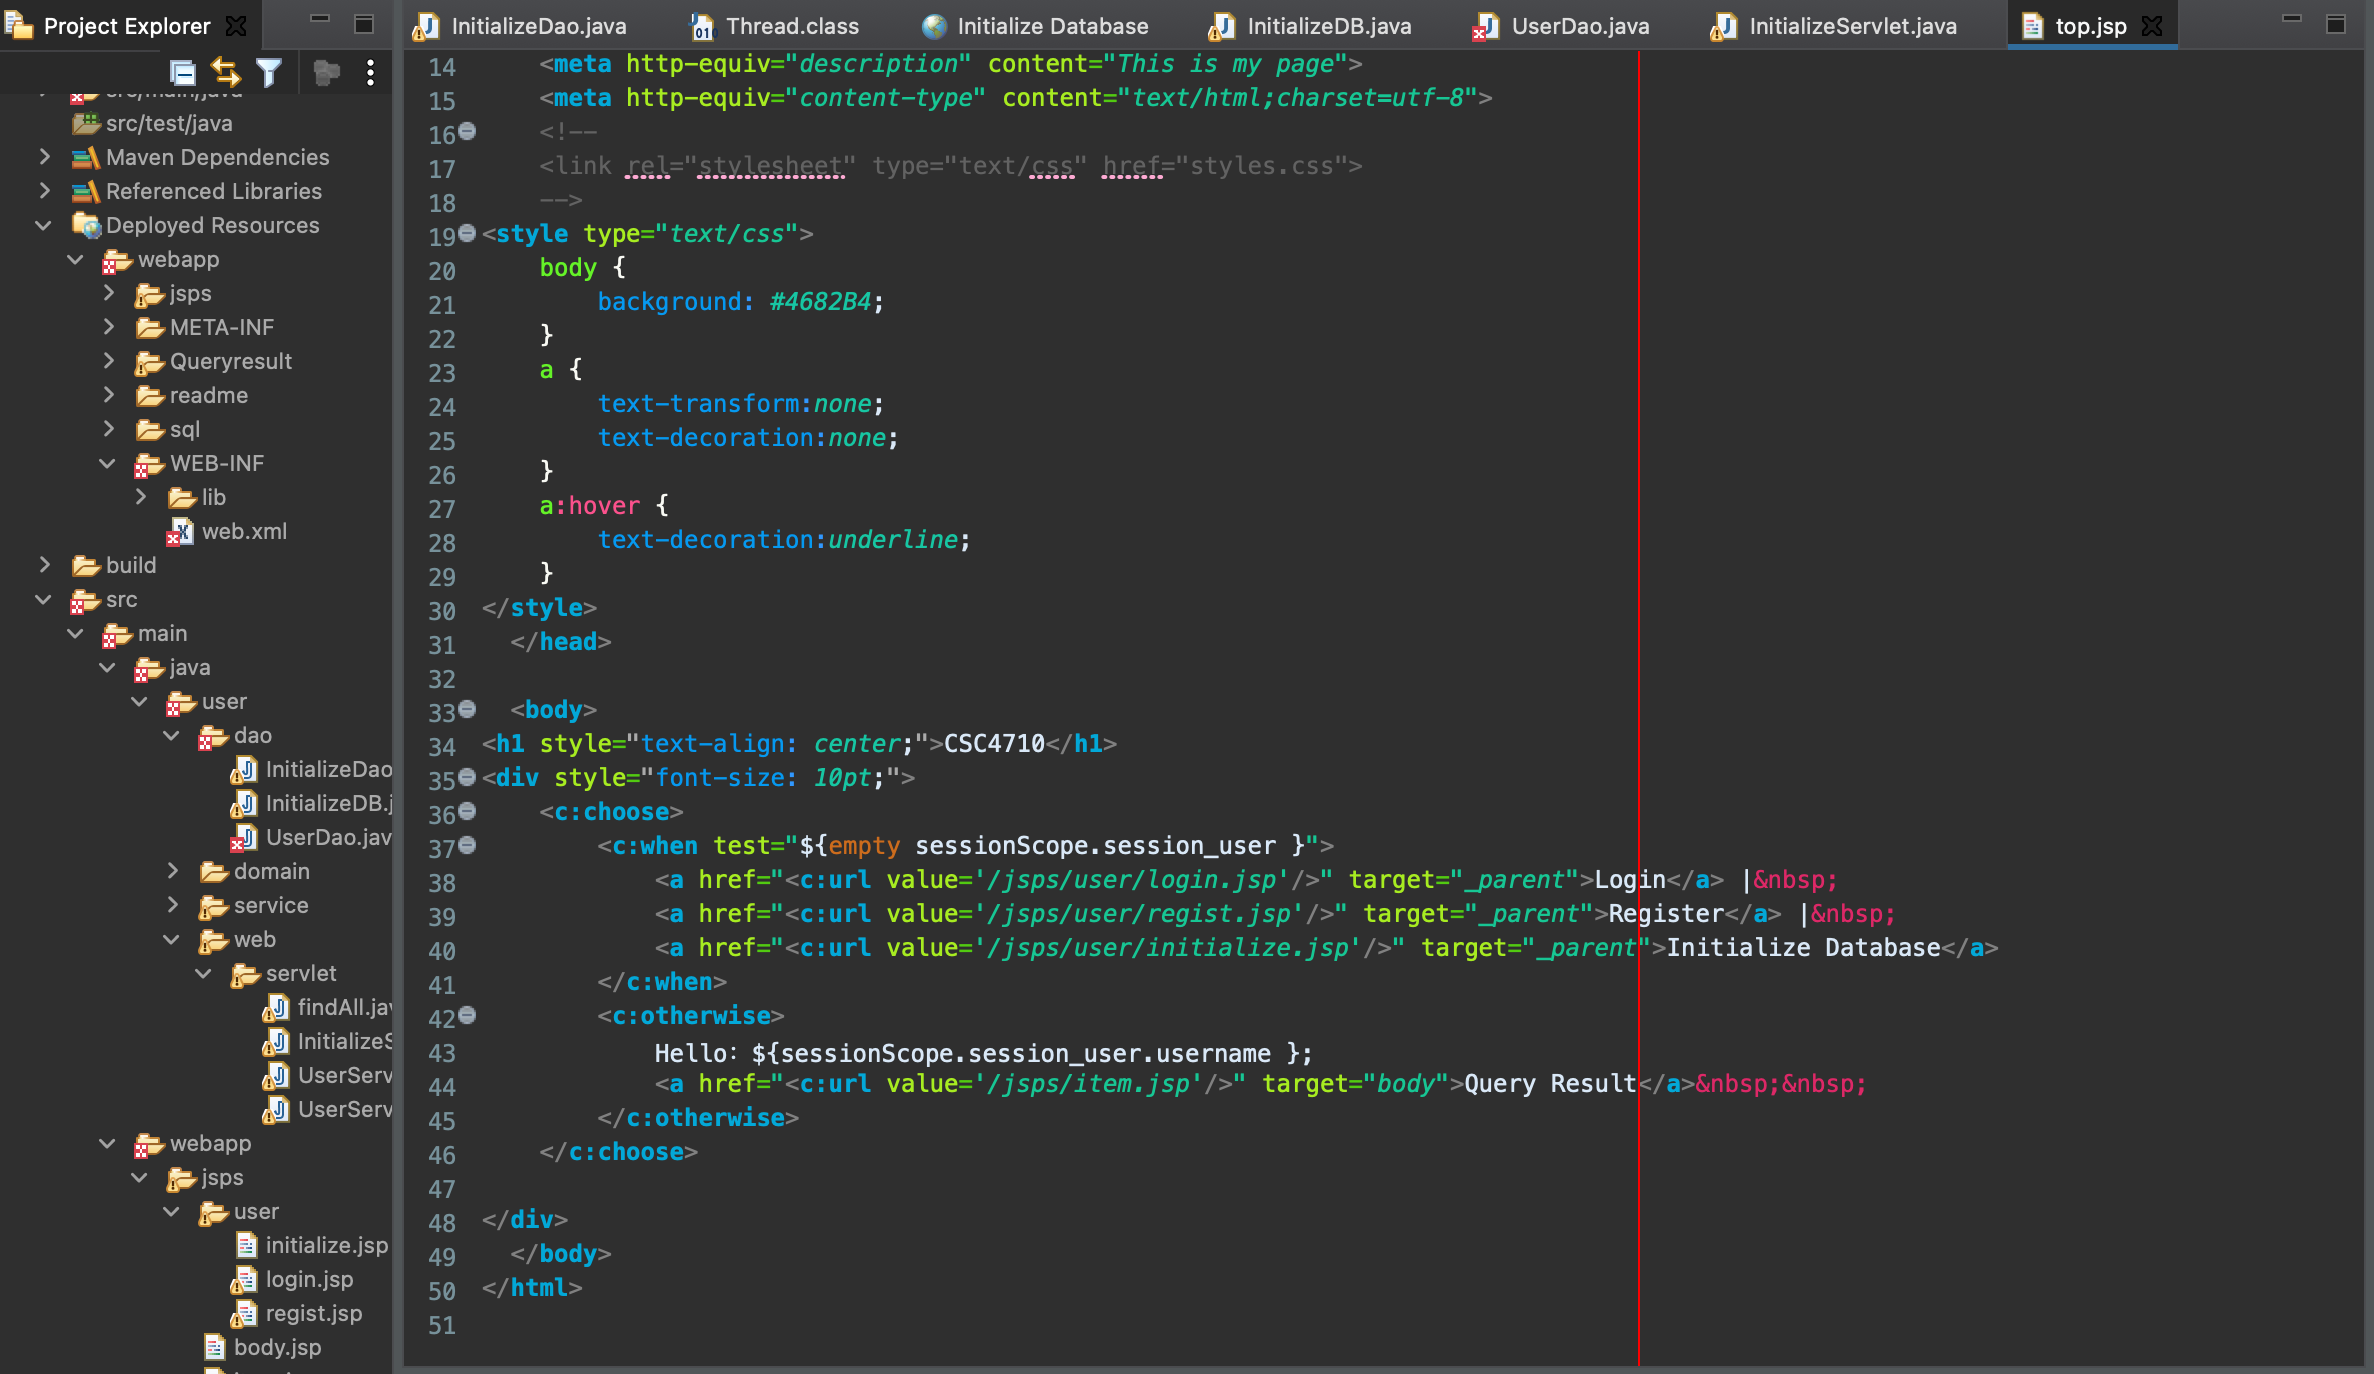 Project Explorer
src/main/java
src/test/java
Maven Dependencies
Referenced Libraries
Deployed Resources
webapp
jsps
META-INF
Queryresult
readme
sql
WEB-INF
lib
web.xml
build
src
main
java
user
dao
InitializeDao
InitializeDB.j
UserDao.jav
domain
service
web
servlet
findAll.jav
InitializeS
UserServ
UserServ
webapp
jsps
user
initialize.jsp
login.jsp
regist.jsp
body.jsp
InitializeDao.java
Thread.class
Initialize Database
InitializeDB.java
UserDao.java
InitializeServlet.java
top.jsp
14 <meta http-equiv="description" content="This is my page">
15 <meta http-equiv="content-type" content="text/html;charset=utf-8">
16 <!--
17 <link rel="stylesheet" type="text/css" href="styles.css">
18 -->
19 <style type="text/css">
20 body {
21 background: #4682B4;
22 }
23 a {
24 text-transform:none;
25 text-decoration:none;
26 }
27 a:hover {
28 text-decoration:underline;
29 }
30 </style>
31 </head>
32
33 <body>
34 <h1 style="text-align: center;">CSC4710</h1>
35 <div style="font-size: 10pt;">
36 <c:choose>
37 <c:when test="${empty sessionScope.session_user }">
38 <a href="<c:url value='/jsps/user/login.jsp'/>" target="_parent">Login</a> |&nbsp;
39 <a href="<c:url value='/jsps/user/regist.jsp'/>" target="_parent">Register</a> |&nbsp;
40 <a href="<c:url value='/jsps/user/initialize.jsp'/>" target="_parent">Initialize Database</a>
41 </c:when>
42 <c:otherwise>
43 Hello：${sessionScope.session_user.username };
44 <a href="<c:url value='/jsps/item.jsp'/>" target="body">Query Result</a>&nbsp;&nbsp;
45 </c:otherwise>
46 </c:choose>
47
48 </div>
49 </body>
50 </html>
51